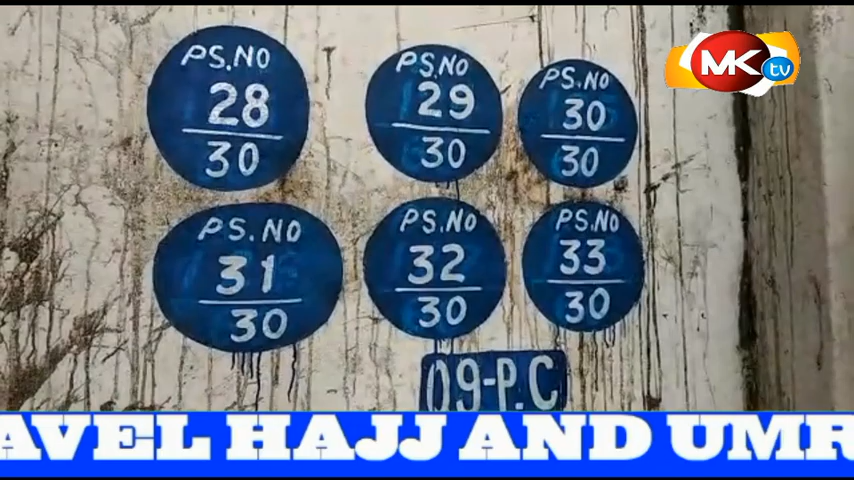 PS.NO
28
30
PS.NO
29
30
PS.NO
30
30
PS.NO
31
30
PS.NO
32
30
PS.NO
33
30
09-P.C
MK tv
AVEL HAJJ AND UMR